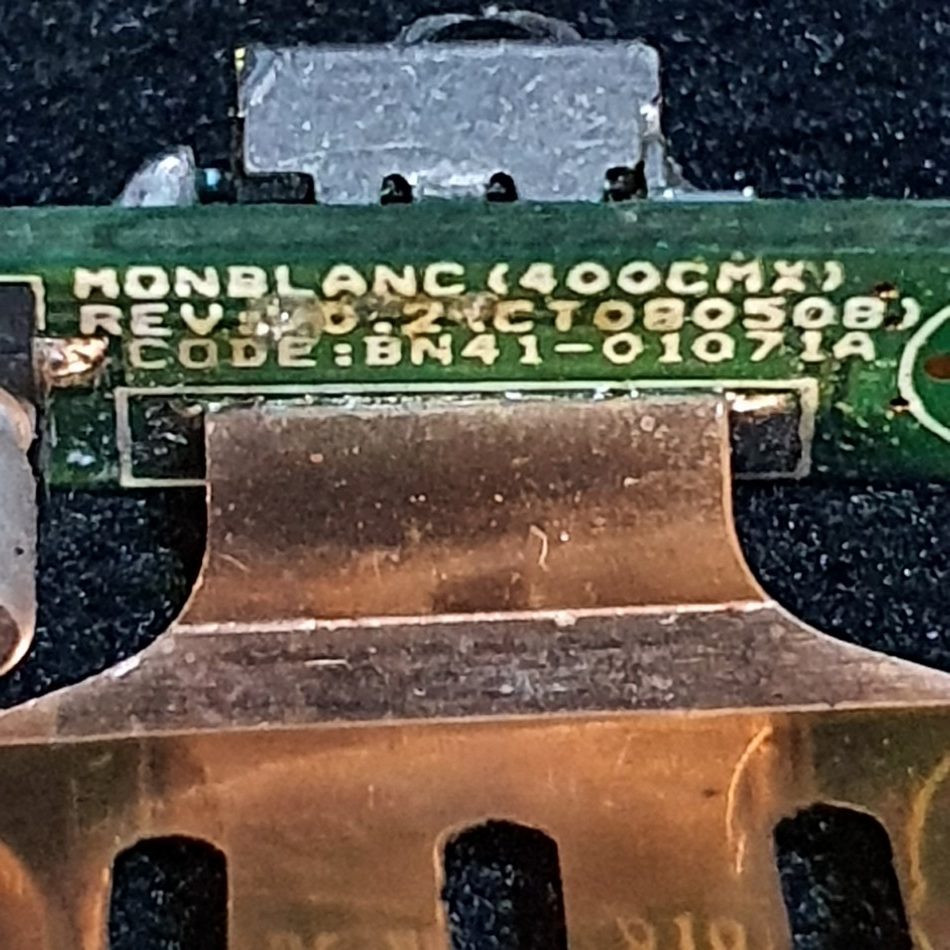 MONBLANC(400CMX)
REV: 0.2(CT080508)
CODE:BN41-01071A